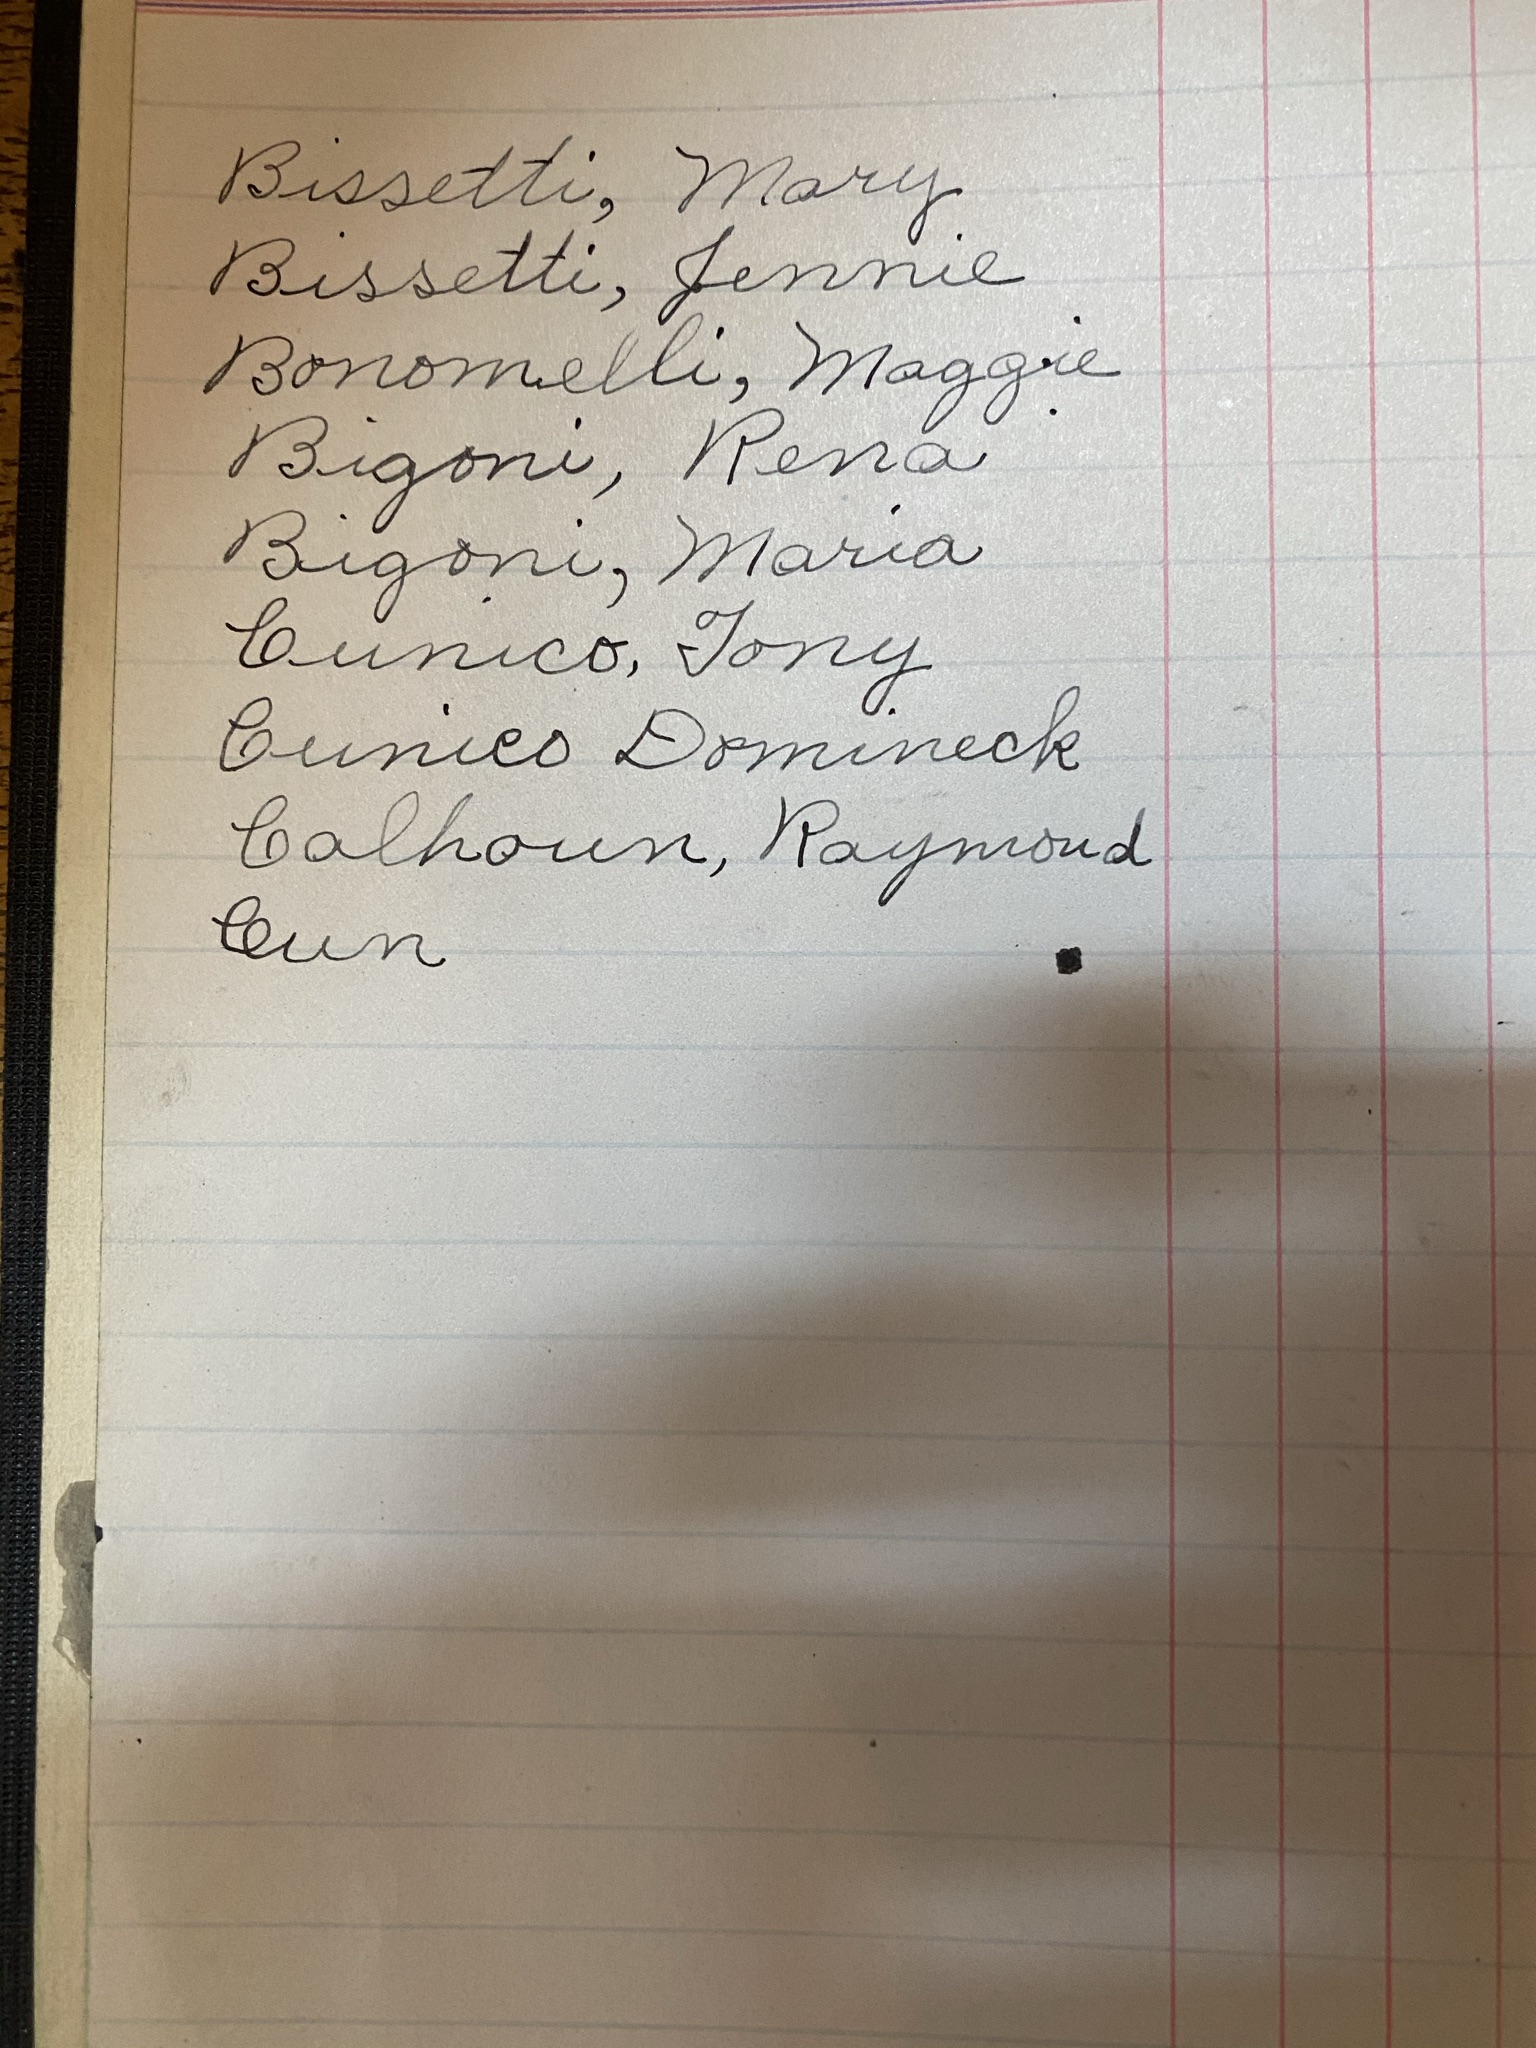 Bissetti, Mary
Bissetti, Jennie
Bonomelli, Maggie
Bigoni, Rena
Bigoni, Maria
Cunico, Tony
Cunico Domineck
Calhoun, Raymond
Cun